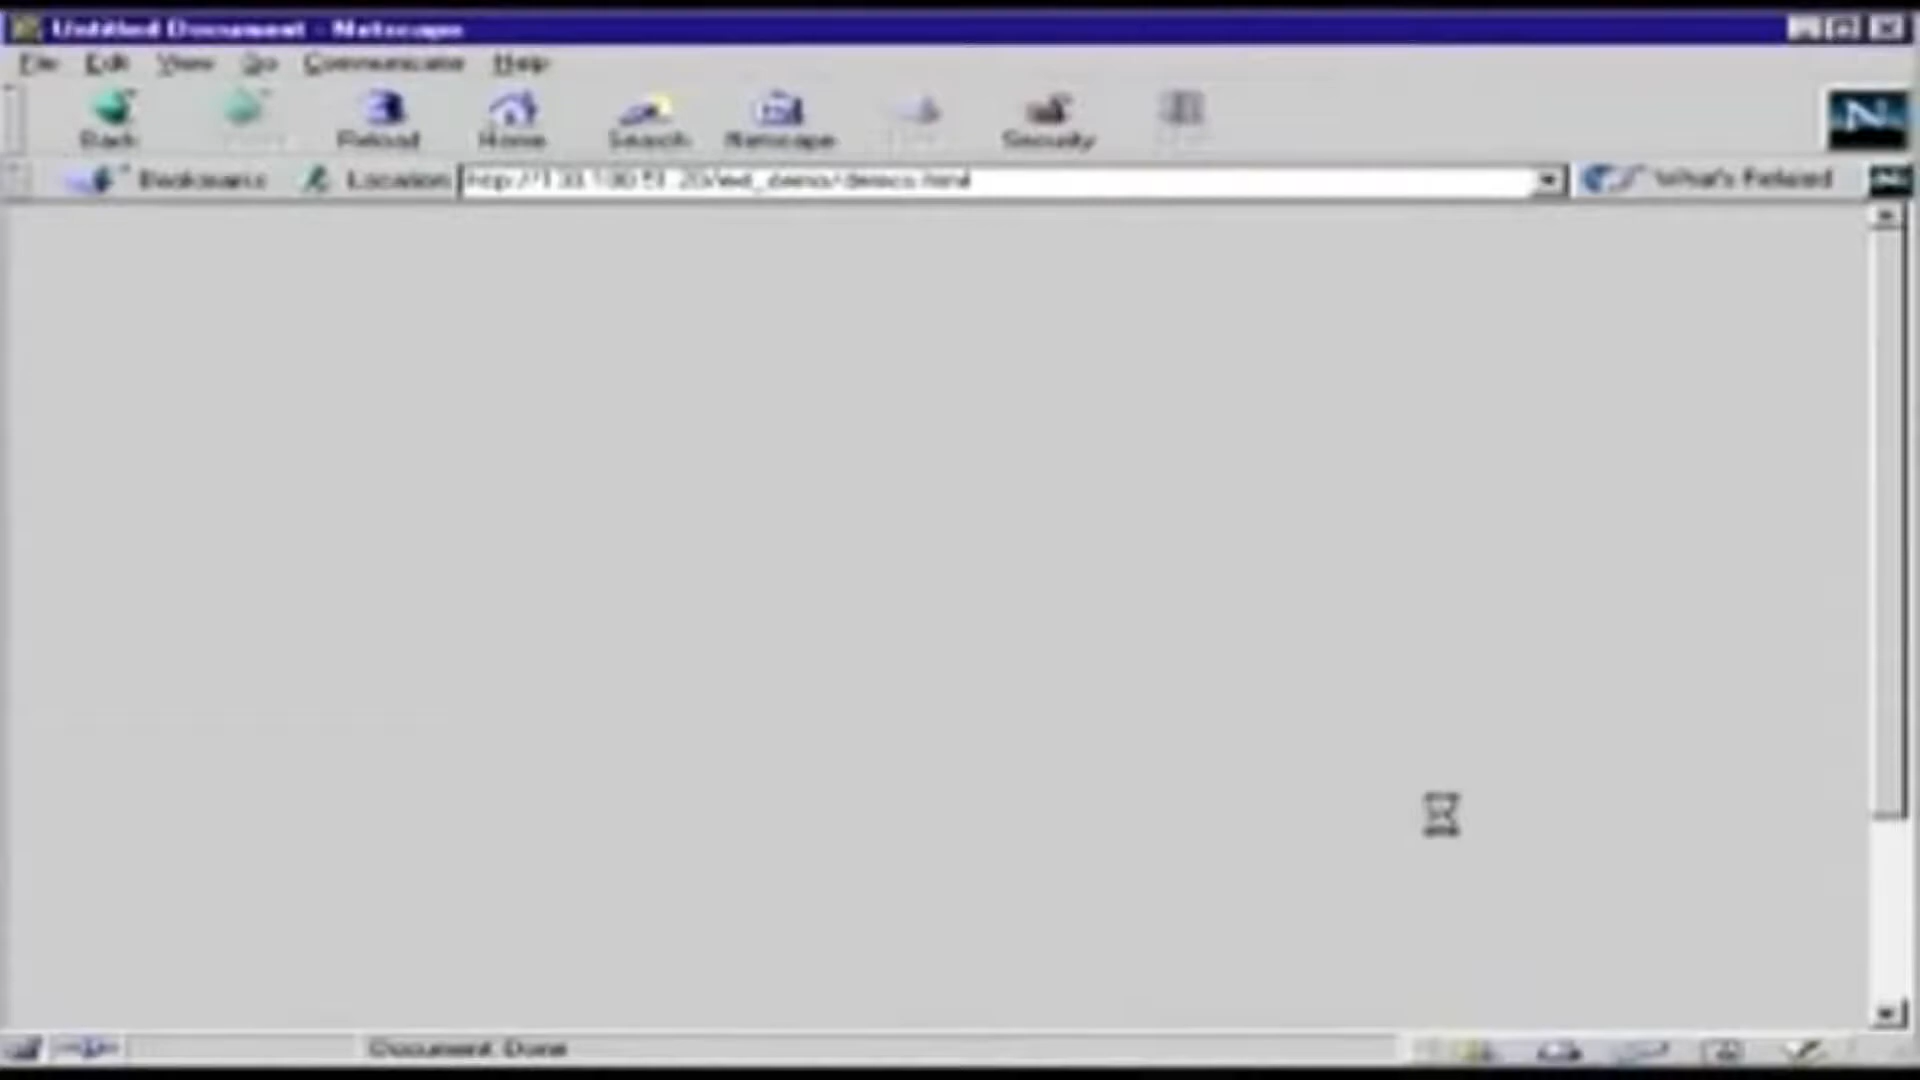 Untitled Document - Netscape
File Edit View Go Communicator Help
Back Reload Home Search Netscape Security
N
Bookmarks Location What's Related N
Document: Done